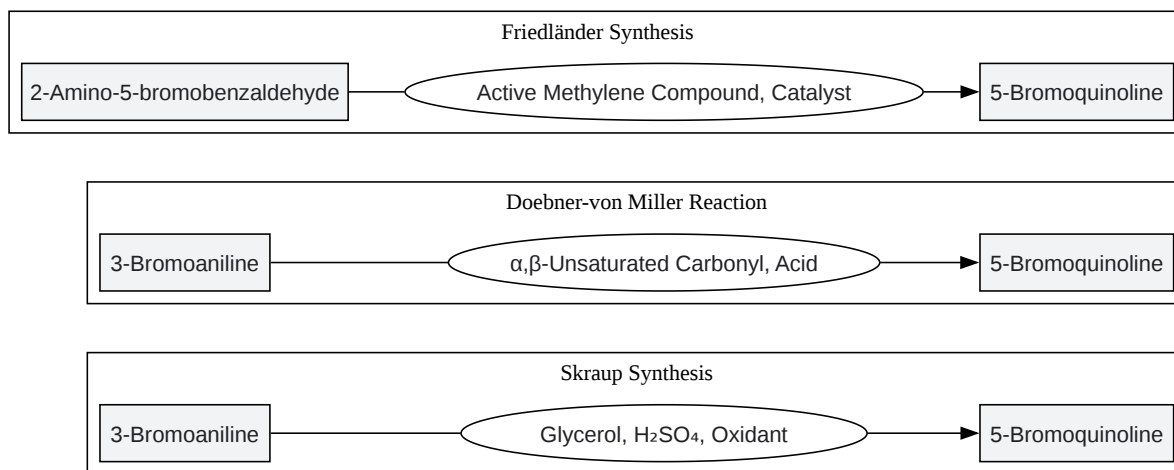 Friedländer Synthesis
2-Amino-5-bromobenzaldehyde
Active Methylene Compound, Catalyst
5-Bromoquinoline
Doebner-von Miller Reaction
3-Bromoaniline
α,β-Unsaturated Carbonyl, Acid
5-Bromoquinoline
Skraup Synthesis
3-Bromoaniline
Glycerol, H₂SO₄, Oxidant
5-Bromoquinoline